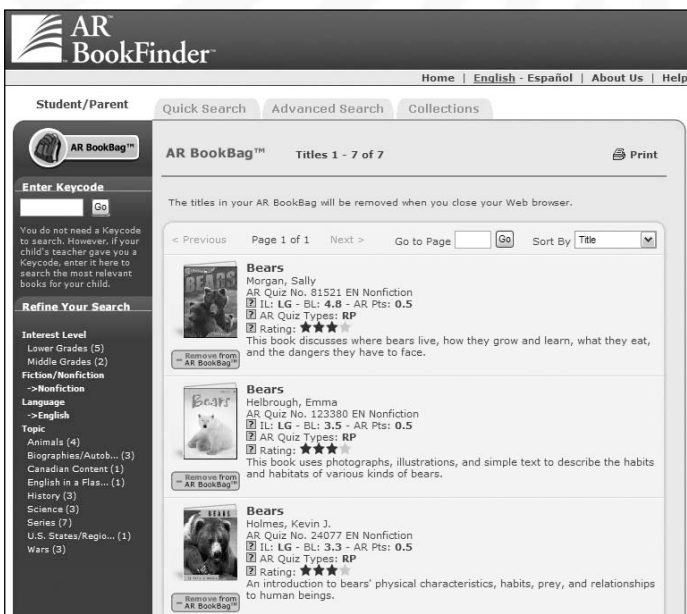 AR™
BookFinder™
Home | English - Español | About Us | Help
Student/Parent
Quick Search
Advanced Search
Collections
AR BookBag™
AR BookBag™
Titles 1 - 7 of 7
Print
Enter Keycode
Go
You do not need a Keycode
to search. However, if your
child's teacher gave you a
Keycode, enter it here to
search the most relevant
books for your child.
Refine Your Search
Interest Level
Lower Grades (5)
Middle Grades (2)
Fiction/Nonfiction
->Nonfiction
Language
->English
Topic
Animals (4)
Biographies/Autob... (3)
Canadian Content (1)
English in a Flas... (1)
History (3)
Science (3)
Series (7)
U.S. States/Regio... (1)
Wars (3)
The titles in your AR BookBag will be removed when you close your Web browser.
< Previous Page 1 of 1 Next > Go to Page Go Sort By Title
BEARS
Bears
Morgan, Sally
AR Quiz No. 81521 EN Nonfiction
? IL: LG - BL: 4.8 - AR Pts: 0.5
? AR Quiz Types: RP
? Rating: ★★★★
This book discusses where bears live, how they grow and learn, what they eat,
and the dangers they have to face.
− Remove from
AR BookBag™
Bears
Bears
Helbrough, Emma
AR Quiz No. 123380 EN Nonfiction
? IL: LG - BL: 3.5 - AR Pts: 0.5
? AR Quiz Types: RP
? Rating: ★★★★
This book uses photographs, illustrations, and simple text to describe the habits
and habitats of various kinds of bears.
− Remove from
AR BookBag™
BEARS
Bears
Holmes, Kevin J.
AR Quiz No. 24077 EN Nonfiction
? IL: LG - BL: 3.3 - AR Pts: 0.5
? AR Quiz Types: RP
? Rating: ★★★★
An introduction to bears' physical characteristics, habits, prey, and relationships
to human beings.
− Remove from
AR BookBag™